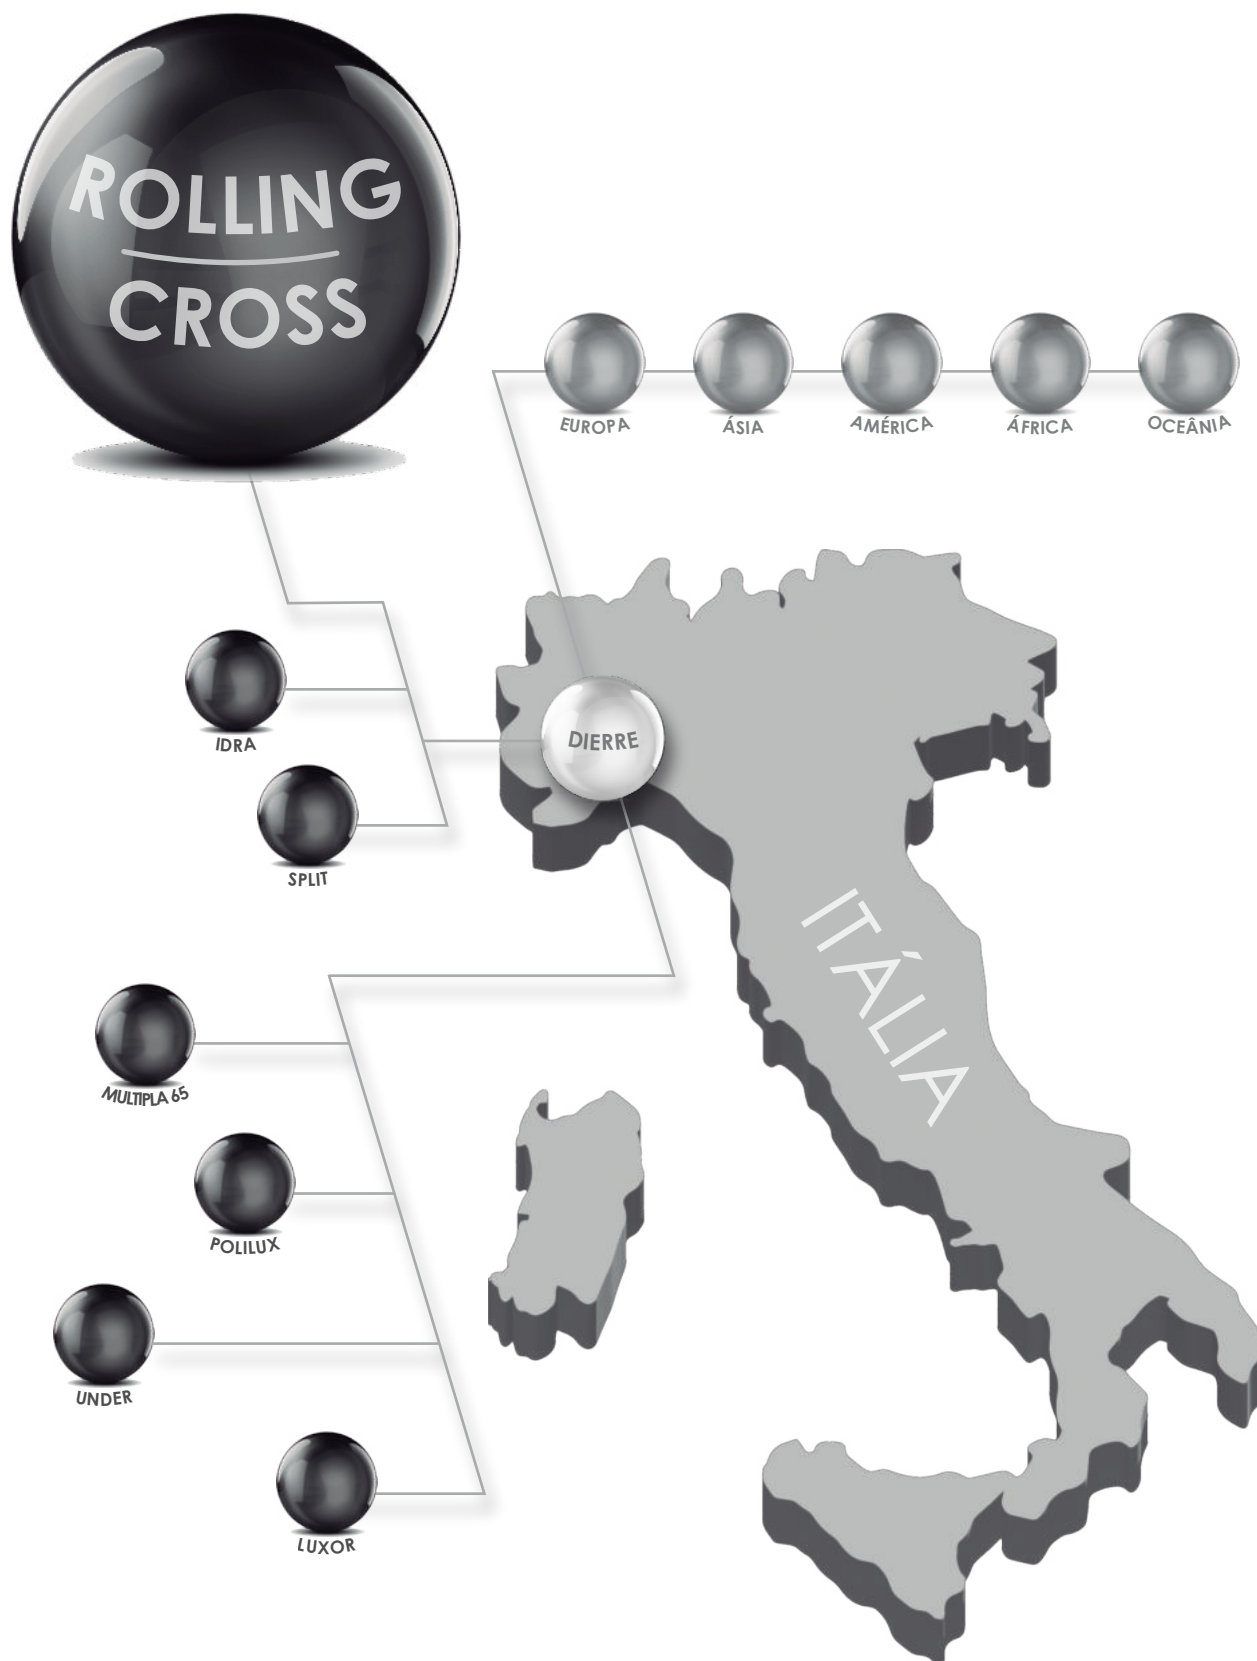 ROLLING
CROSS
EUROPA
ÁSIA
AMÉRICA
ÁFRICA
OCEÂNIA
IDRA
DIERRE
SPLIT
ITÁLIA
MULTIPLA 65
POLILUX
UNDER
LUXOR